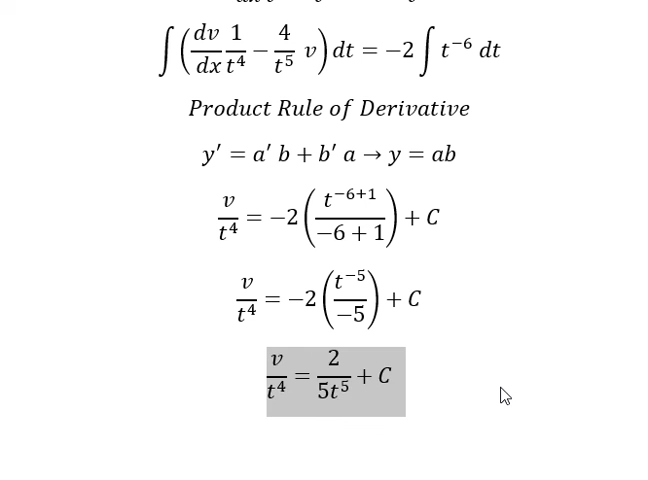 ∫(dv/dx 1/t⁴ − 4/t⁵ v)dt = −2∫t⁻⁶ dt
Product Rule of Derivative
y′ = a′ b + b′ a → y = ab
v/t⁴ = −2(t⁻⁶⁺¹/−6 + 1) + C
v/t⁴ = −2(t⁻⁵/−5) + C
v/t⁴ = 2/5t⁵ + C